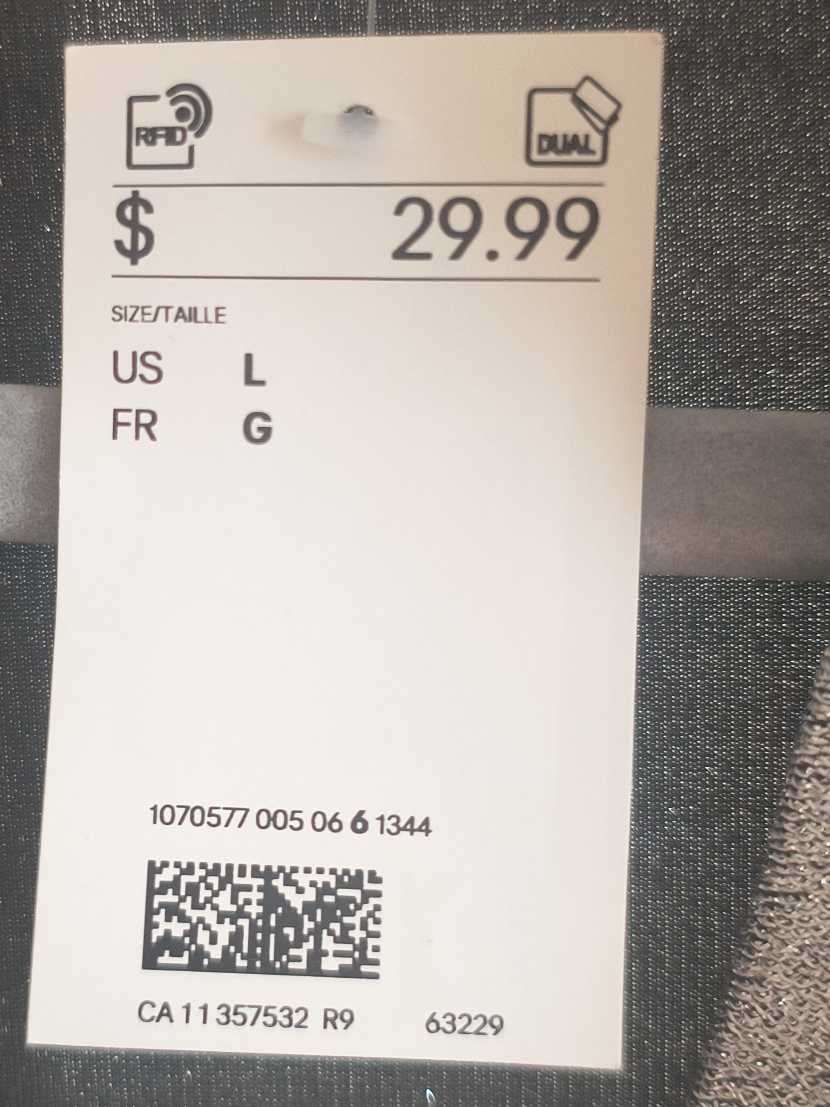 RFID
DUAL
$ 29.99
SIZE/TAILLE
US L
FR G
1070577 005 06 6 1344
CA 11 357532 R9 63229